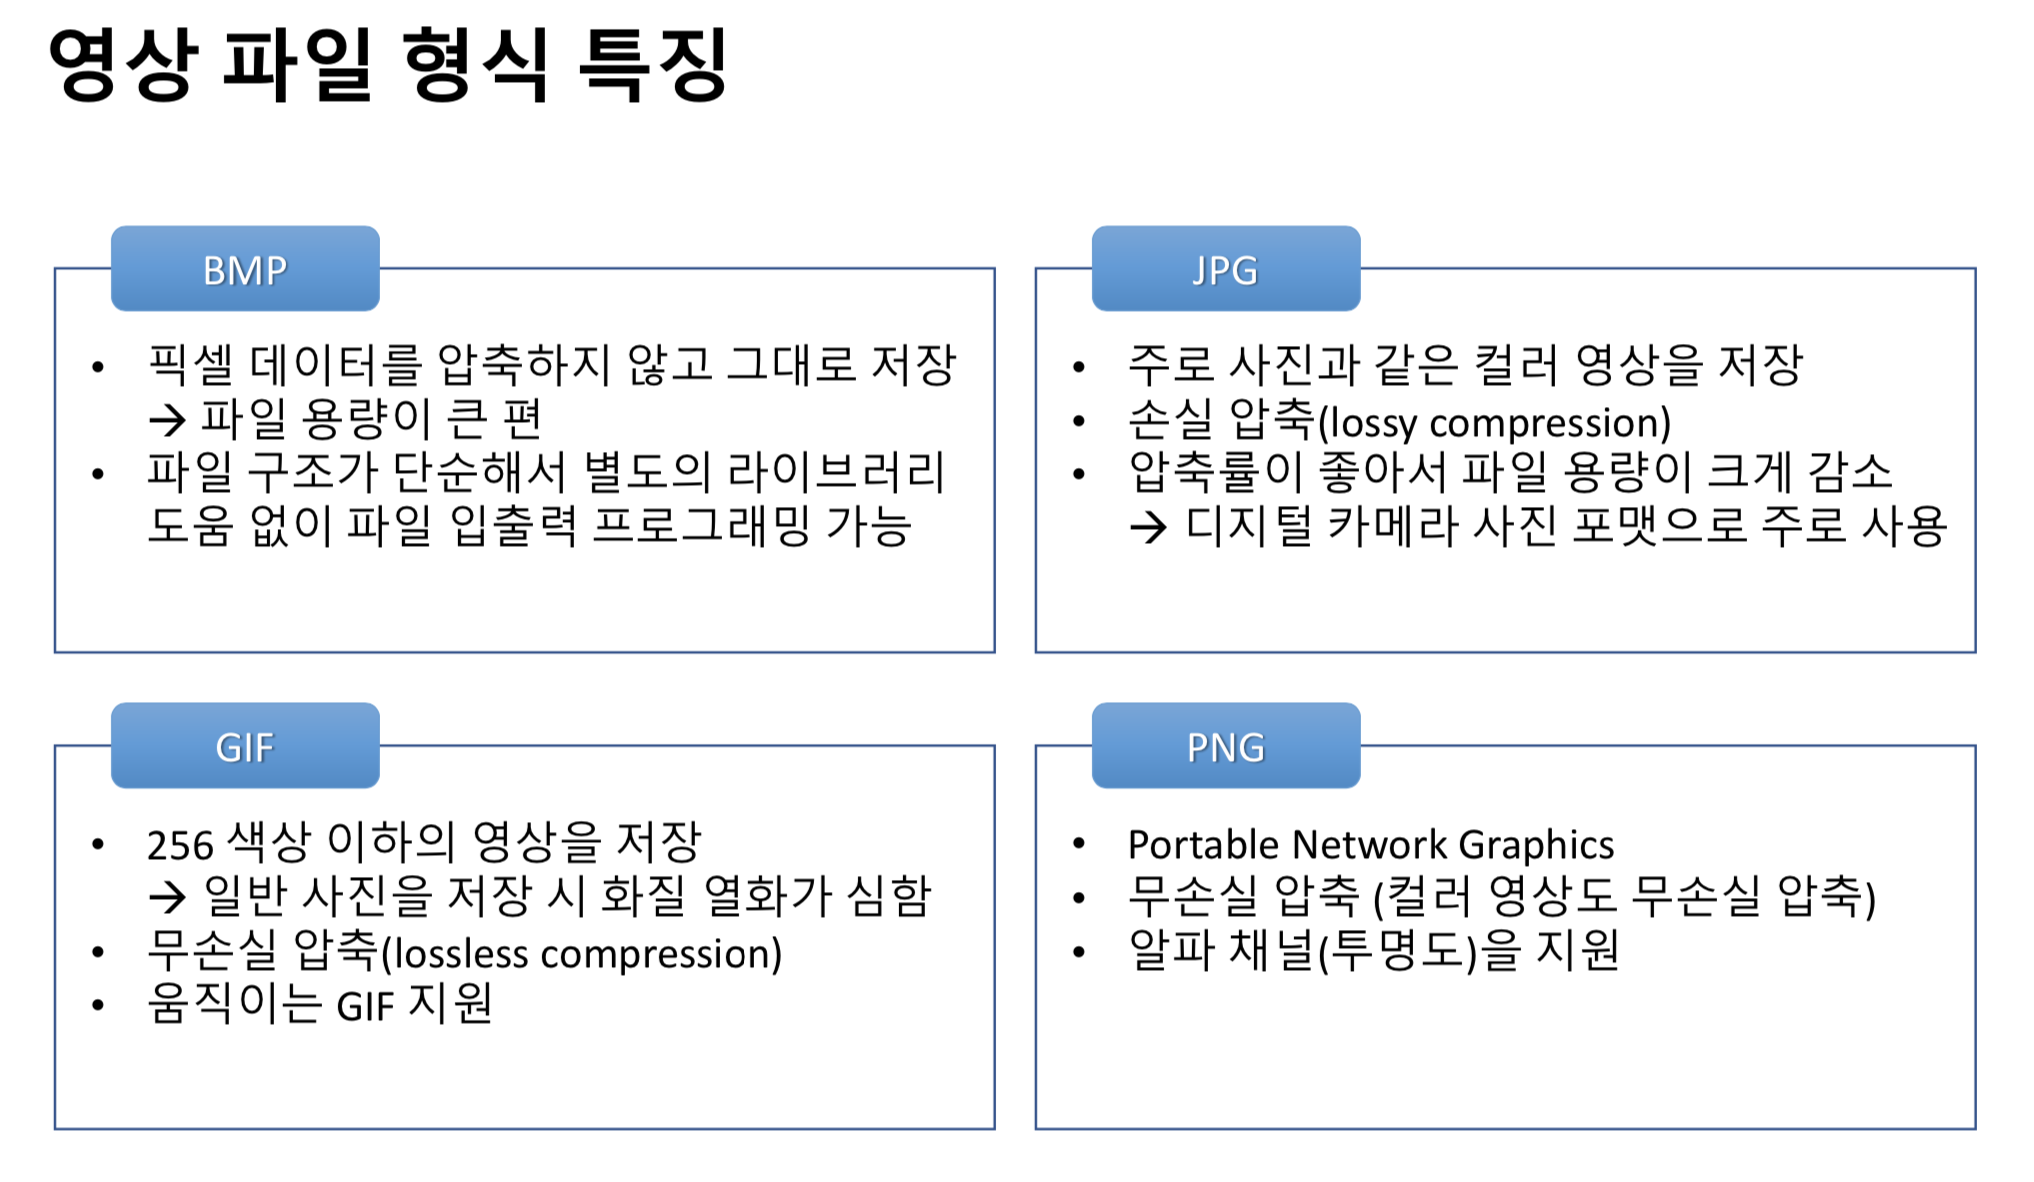 영상 파일 형식 특징
BMP
• 픽셀 데이터를 압축하지 않고 그대로 저장
→ 파일 용량이 큰 편
• 파일 구조가 단순해서 별도의 라이브러리
도움 없이 파일 입출력 프로그래밍 가능
JPG
• 주로 사진과 같은 컬러 영상을 저장
• 손실 압축(lossy compression)
• 압축률이 좋아서 파일 용량이 크게 감소
→ 디지털 카메라 사진 포맷으로 주로 사용
GIF
• 256 색상 이하의 영상을 저장
→ 일반 사진을 저장 시 화질 열화가 심함
• 무손실 압축(lossless compression)
• 움직이는 GIF 지원
PNG
• Portable Network Graphics
• 무손실 압축 (컬러 영상도 무손실 압축)
• 알파 채널(투명도)을 지원